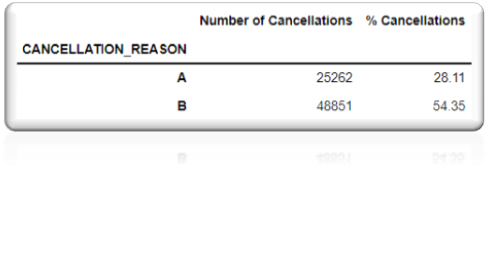 Number of Cancellations % Cancellations
CANCELLATION_REASON
A 25262 28.11
B 48851 54.35